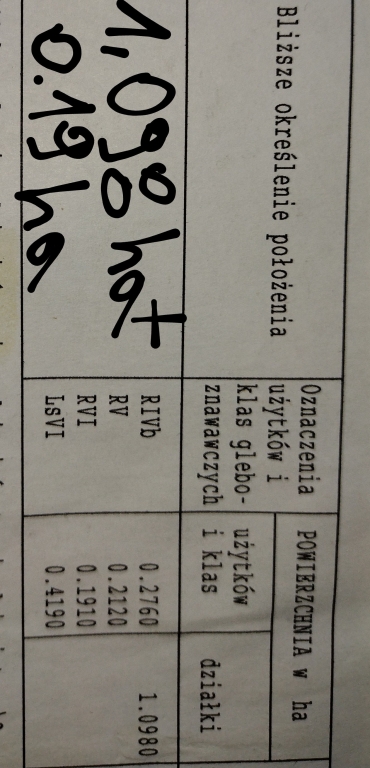 Bliższe określenie położenia
Oznaczenia
użytków i
klas glebo-
znawawczych
POWIERZCHNIA w ha
użytków
i klas
działki
1,098 ha+
0.19 ha
RIVb 0.2760 1.0980
RV 0.2120
RVI 0.1910
LsVI 0.4190